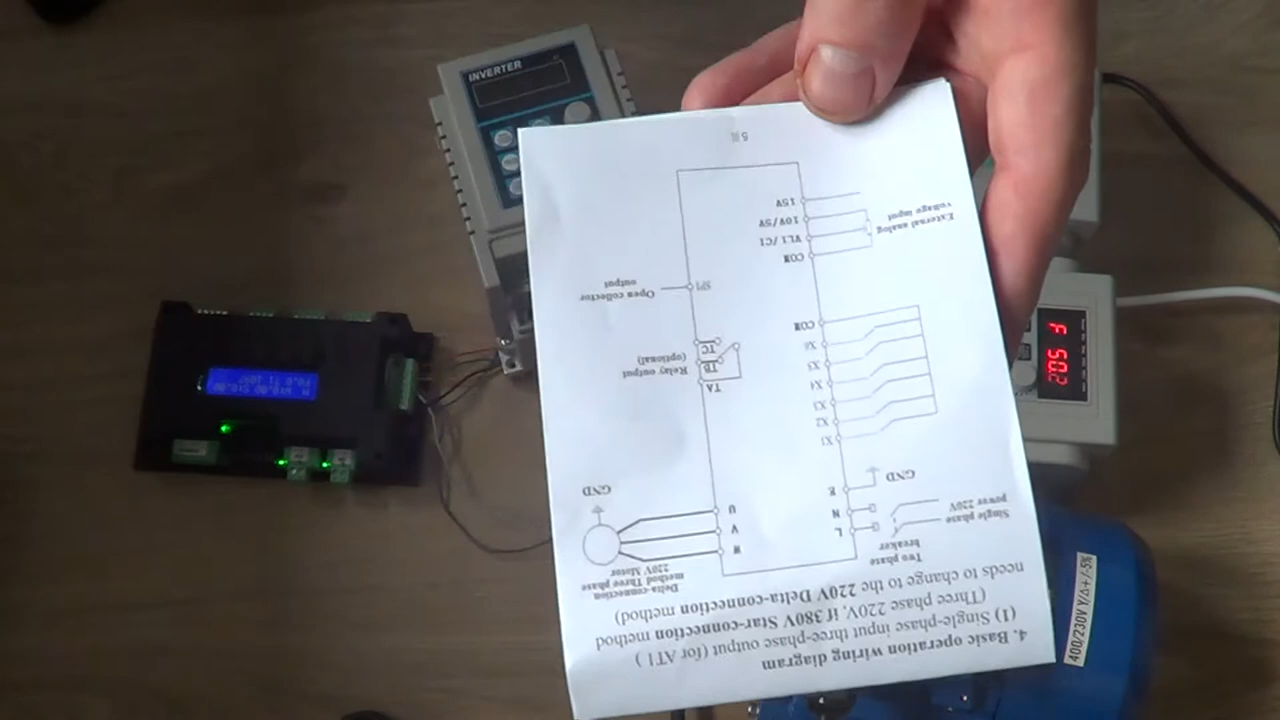 INVERTER
4. Basic operation wiring diagram
(1) Single-phase input three-phase output (for AT1)
(Three phase 220V, if 380V Star-connection method
needs to change to the 220V Delta-connection method)
Two phase
breaker
Single phase
power 220V
L
N
E
GND
X1
X2
X3
X4
X5
X6
COM
COM
VL1/CI
10V/5V
15V
External analog
voltage input
Delta-connection
method Three phase
220V Motor
GND
W
V
U
TA
TB
TC
Relay output
(optional)
SP1
Open collector
output
5
400/230V Y/Δ+/-5%